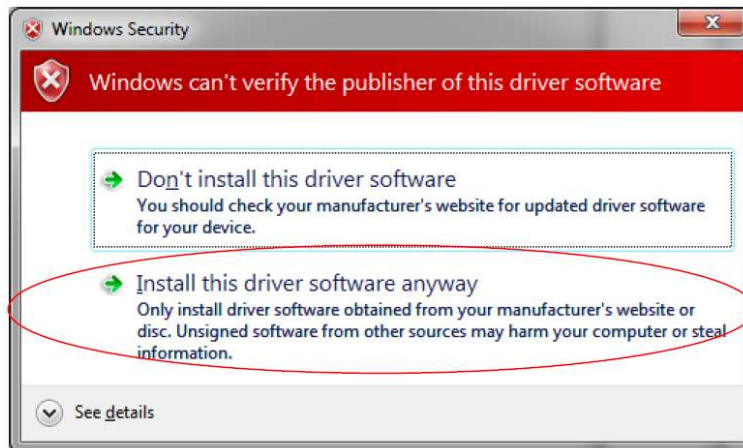 Windows Security
Windows can't verify the publisher of this driver software
Don't install this driver software
You should check your manufacturer's website for updated driver software
for your device.
Install this driver software anyway
Only install driver software obtained from your manufacturer's website or
disc. Unsigned software from other sources may harm your computer or steal
information.
See details